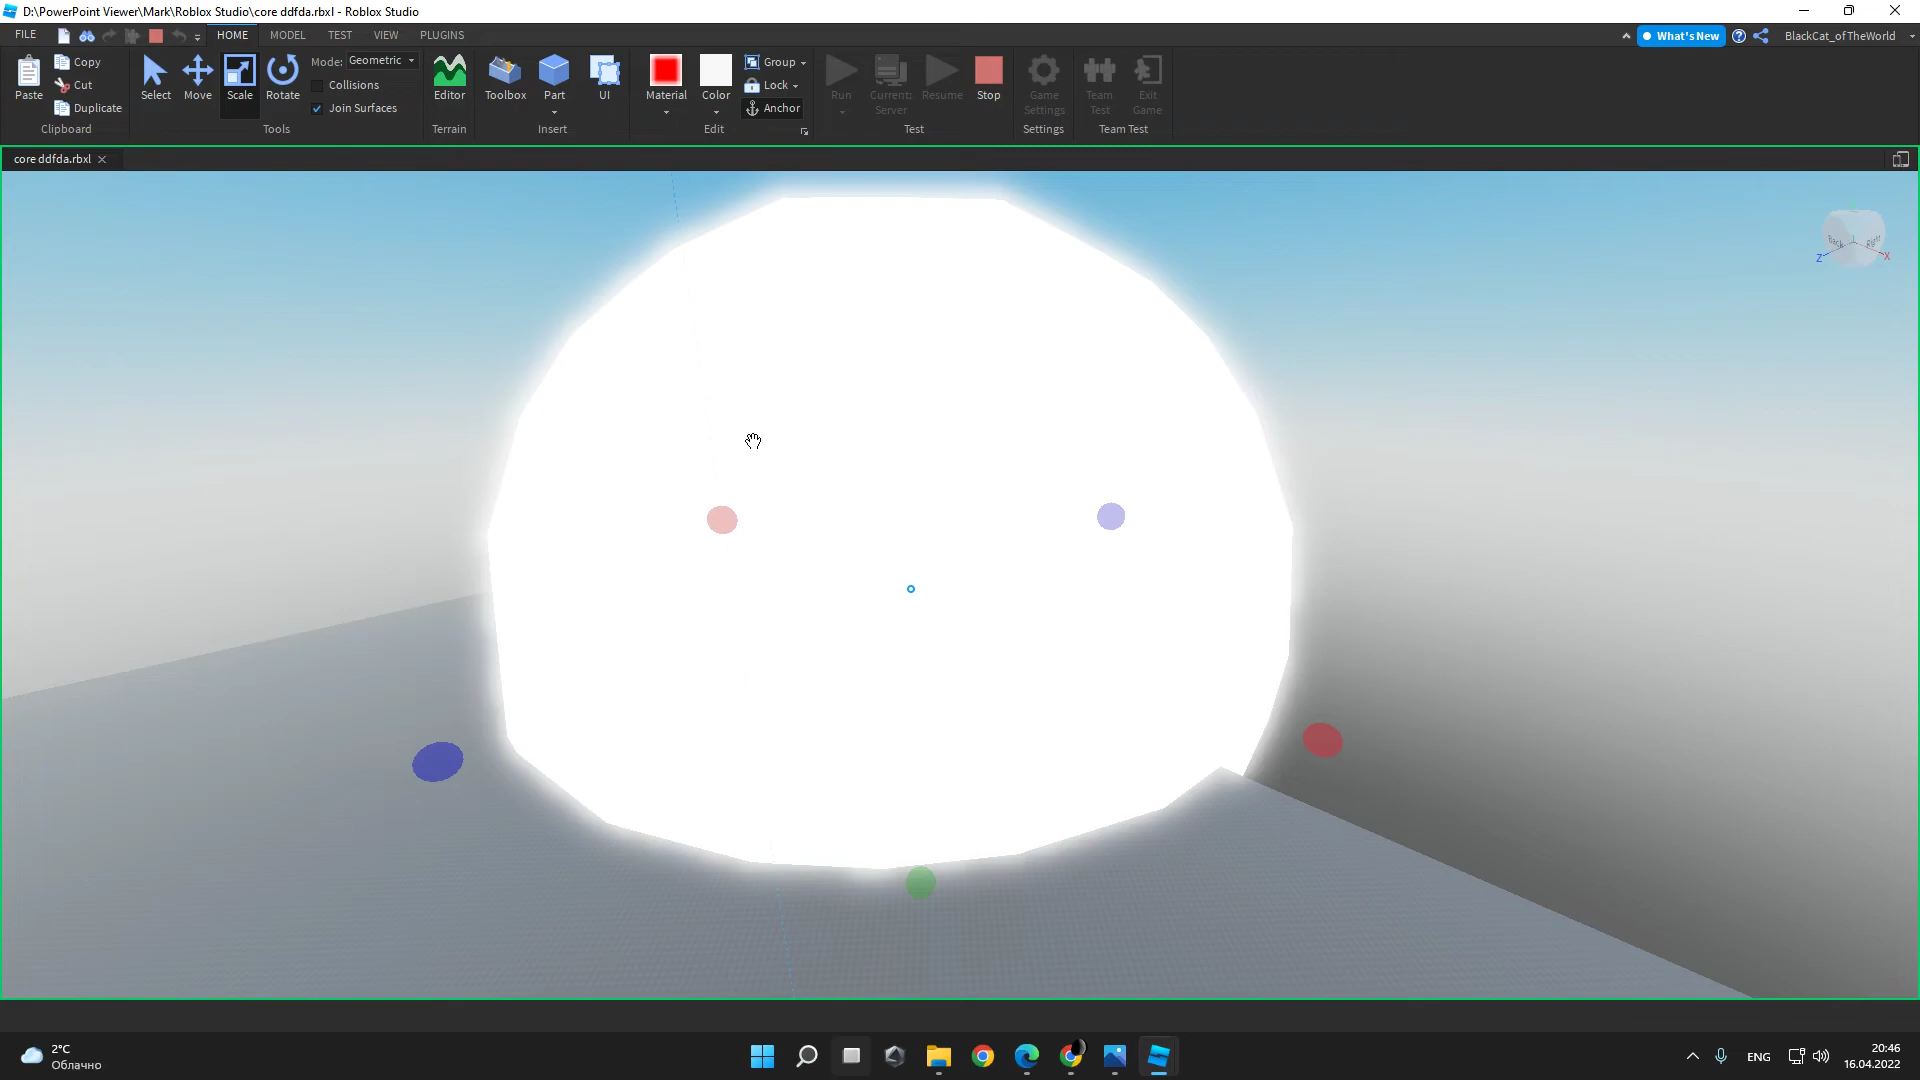 D:\PowerPoint Viewer\Mark\Roblox Studio\core ddfda.rbxl - Roblox Studio
FILE HOME MODEL TEST VIEW PLUGINS What's New BlackCat_ofTheWorld
Paste
Copy
Cut
Duplicate
Clipboard
Select Move Scale Rotate
Mode: Geometric
Collisions
Join Surfaces
Tools
Editor
Terrain
Toolbox Part UI
Insert
Material Color
Group
Lock
Anchor
Edit
Run
Current: Server
Resume Stop
Test
Game Settings
Settings
Team Test
Exit Game
Team Test
core ddfda.rbxl
Back Right
Z X
2°C
Облачно
ENG
20:46
16.04.2022